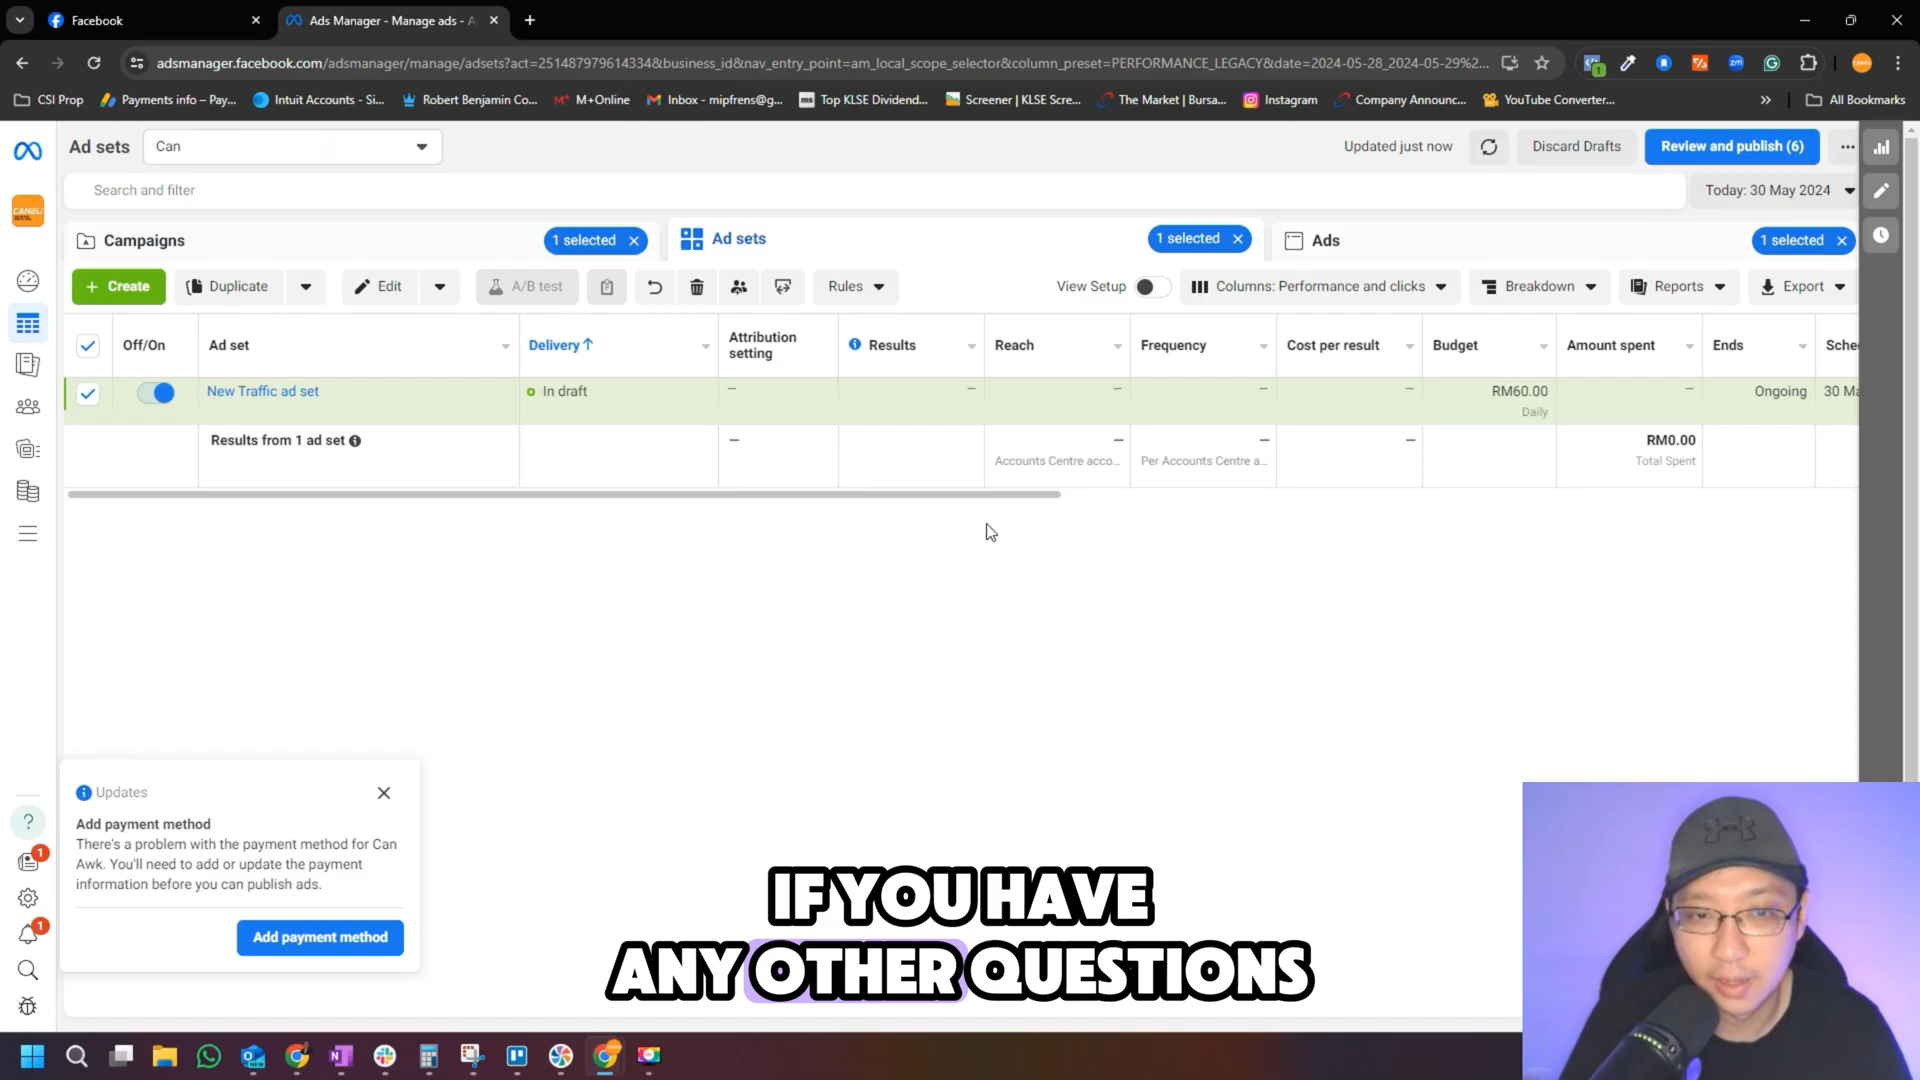 Facebook
Ads Manager - Manage ads - A
adsmanager.facebook.com/adsmanager/manage/adsets?act=251487979614334&business_id&nav_entry_point=am_local_scope_selector&column_preset=PERFORMANCE_LEGACY&date=2024-05-28_2024-05-29%2...
CSI Prop
Payments info – Pay...
Intuit Accounts - Si...
Robert Benjamin Co...
M+Online
Inbox - mipfrens@g...
Top KLSE Dividend...
Screener | KLSE Scre...
The Market | Bursa...
Instagram
Company Announc...
YouTube Converter...
All Bookmarks
Ad sets
Can
Updated just now
Discard Drafts
Review and publish (6)
Search and filter
Today: 30 May 2024
Campaigns
1 selected
Ad sets
1 selected
Ads
1 selected
+ Create
Duplicate
Edit
A/B test
Rules
View Setup
Columns: Performance and clicks
Breakdown
Reports
Export
Off/On
Ad set
Delivery ↑
Attribution
setting
Results
Reach
Frequency
Cost per result
Budget
Amount spent
Ends
Sche
New Traffic ad set
In draft
—
—
—
—
—
RM60.00
Daily
—
Ongoing
30 Ma
Results from 1 ad set
—
—
Accounts Centre acco...
—
Per Accounts Centre a...
—
RM0.00
Total Spent
Updates
Add payment method
There's a problem with the payment method for Can
Awk. You'll need to add or update the payment
information before you can publish ads.
Add payment method
IF YOU HAVE
ANY OTHER QUESTIONS